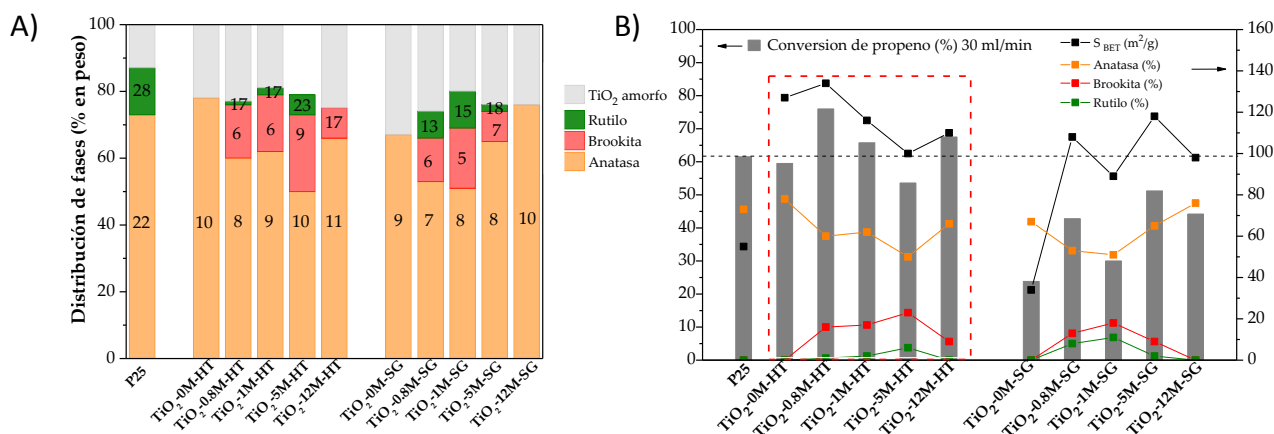 A)
Distribución de fases (% en peso)
100
80
60
40
20
0
28
22
10
17
6
8
17
6
9
23
9
10
17
11
9
13
6
7
15
5
8
18
7
8
10
P25
TiO2-0M-HT
TiO2-0.8M-HT
TiO2-1M-HT
TiO2-5M-HT
TiO2-12M-HT
TiO2-0M-SG
TiO2-0.8M-SG
TiO2-1M-SG
TiO2-5M-SG
TiO2-12M-SG
TiO2 amorfo
Rutilo
Brookita
Anatasa
B)
100
90
80
70
60
50
40
30
20
10
0
Conversion de propeno (%) 30 ml/min
S BET (m²/g)
Anatasa (%)
Brookita (%)
Rutilo (%)
160
140
120
100
80
60
40
20
0
P25
TiO2-0M-HT
TiO2-0.8M-HT
TiO2-1M-HT
TiO2-5M-HT
TiO2-12M-HT
TiO2-0M-SG
TiO2-0.8M-SG
TiO2-1M-SG
TiO2-5M-SG
TiO2-12M-SG